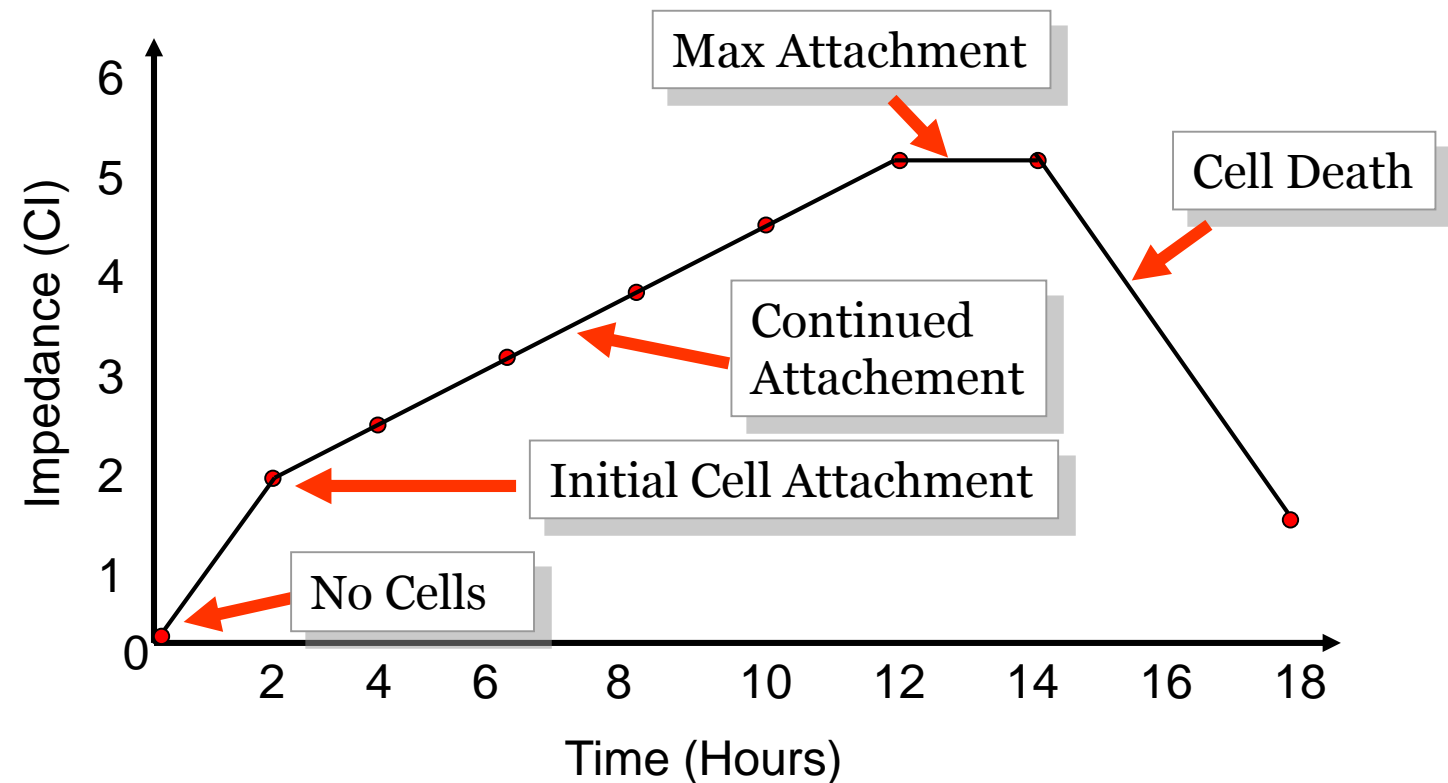 Max Attachment
6
5
4
3
2
1
0
Impedance (CI)
Cell Death
Continued
Attachement
Initial Cell Attachment
No Cells
2 4 6 8 10 12 14 16 18
Time (Hours)